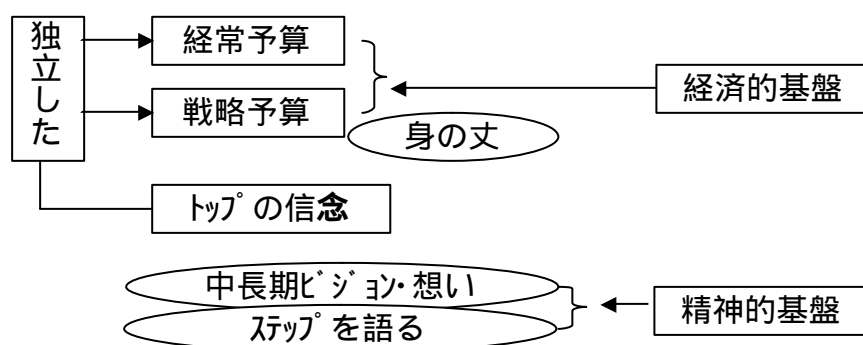 独立した
経常予算
戦略予算
経済的基盤
身の丈
ﾄｯﾌﾟの信念
中長期ﾋﾞｼﾞｮﾝ・想い
ｽﾃｯﾌﾟを語る
精神的基盤